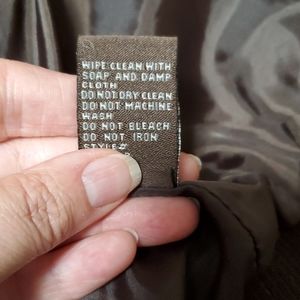 WIPE CLEAN WITH
SOAP AND DAMP
CLOTH
DO NOT DRY CLEAN
DO NOT MACHINE
WASH
DO NOT BLEACH
DO NOT IRON
STYLE#